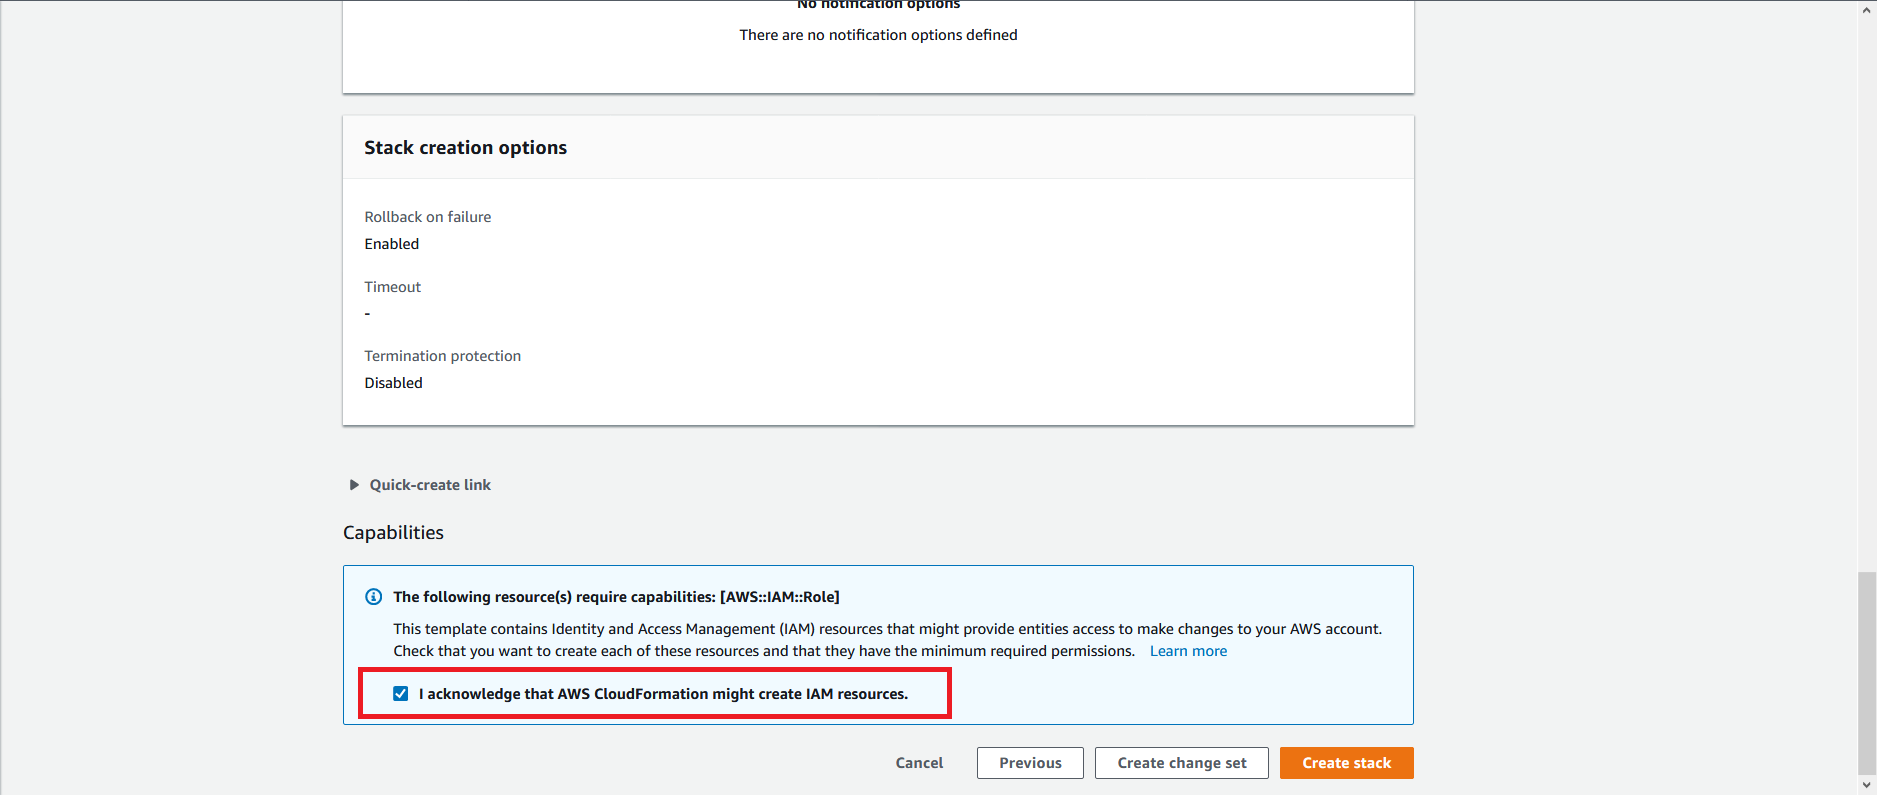 No notification options
There are no notification options defined
Stack creation options
Rollback on failure
Enabled
Timeout
-
Termination protection
Disabled
Quick-create link
Capabilities
The following resource(s) require capabilities: [AWS::IAM::Role]
This template contains Identity and Access Management (IAM) resources that might provide entities access to make changes to your AWS account.
Check that you want to create each of these resources and that they have the minimum required permissions. Learn more
I acknowledge that AWS CloudFormation might create IAM resources.
Cancel Previous Create change set Create stack